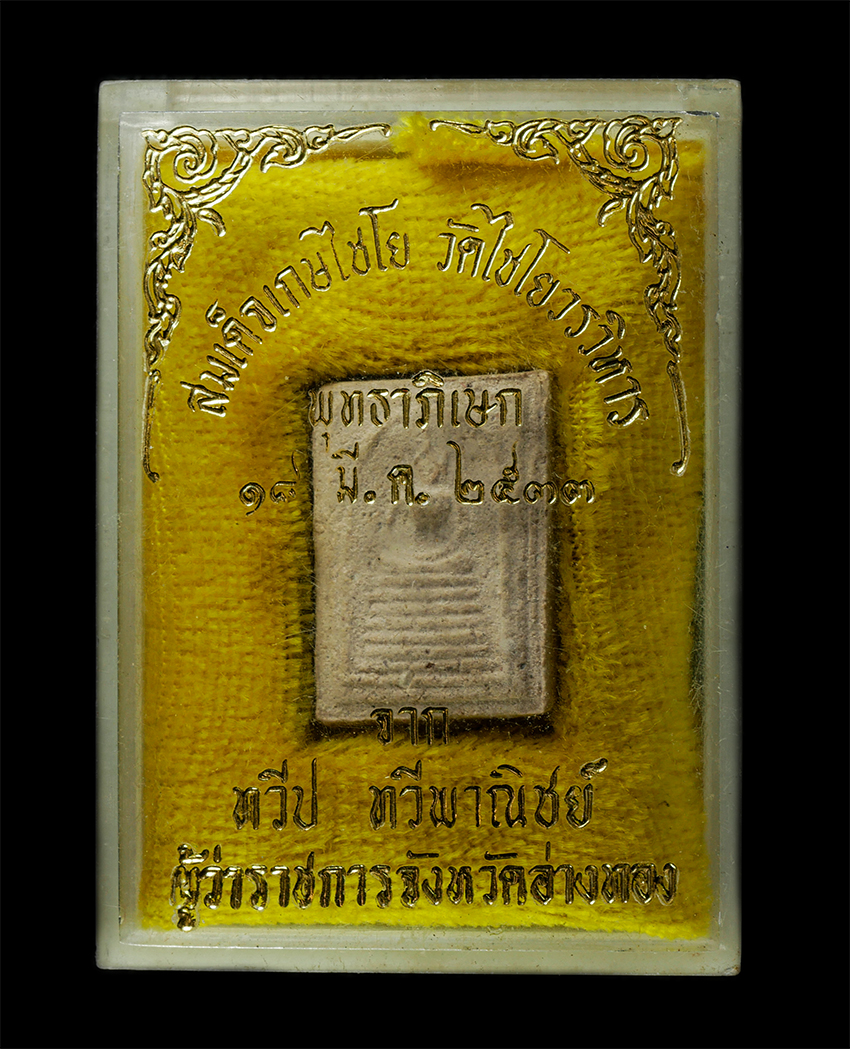 สมเด็จเกษไชโย วัดไชโยวรวิหาร
พุทธาภิเษก
๑๘ มี.ค. ๒๕๓๓
จาก
ทวีป ทวีพาณิชย์
ผู้ว่าราชการจังหวัดอ่างทอง